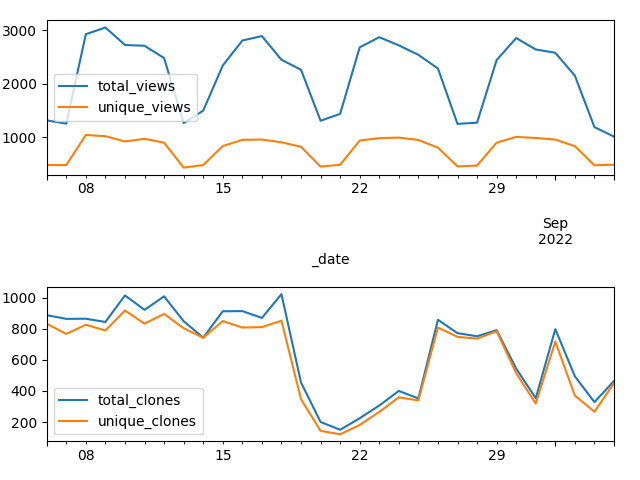 3000
2000
1000
total_views
unique_views
08
15
22
29
Sep
2022
_date
1000
800
600
400
200
total_clones
unique_clones
08
15
22
29